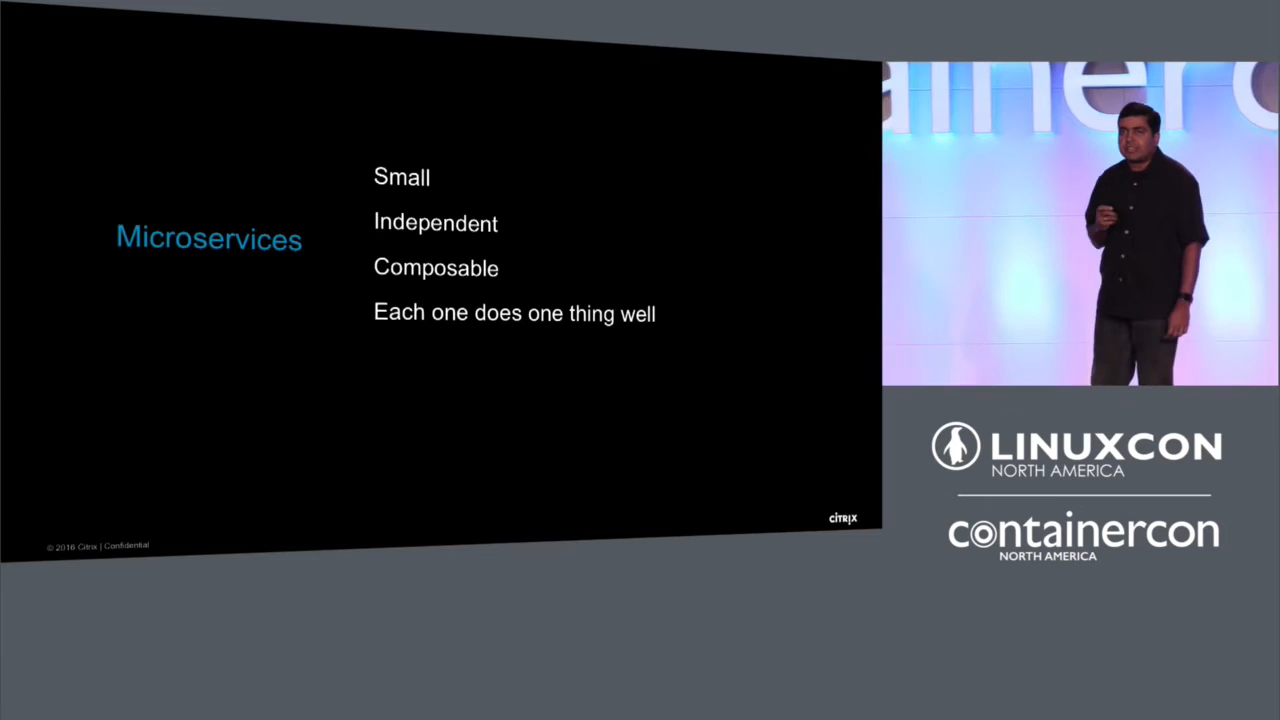 Microservices
Small
Independent
Composable
Each one does one thing well
© 2016 Citrix | Confidential
CITRIX
ainerc
LINUXCON
NORTH AMERICA
containercon
NORTH AMERICA